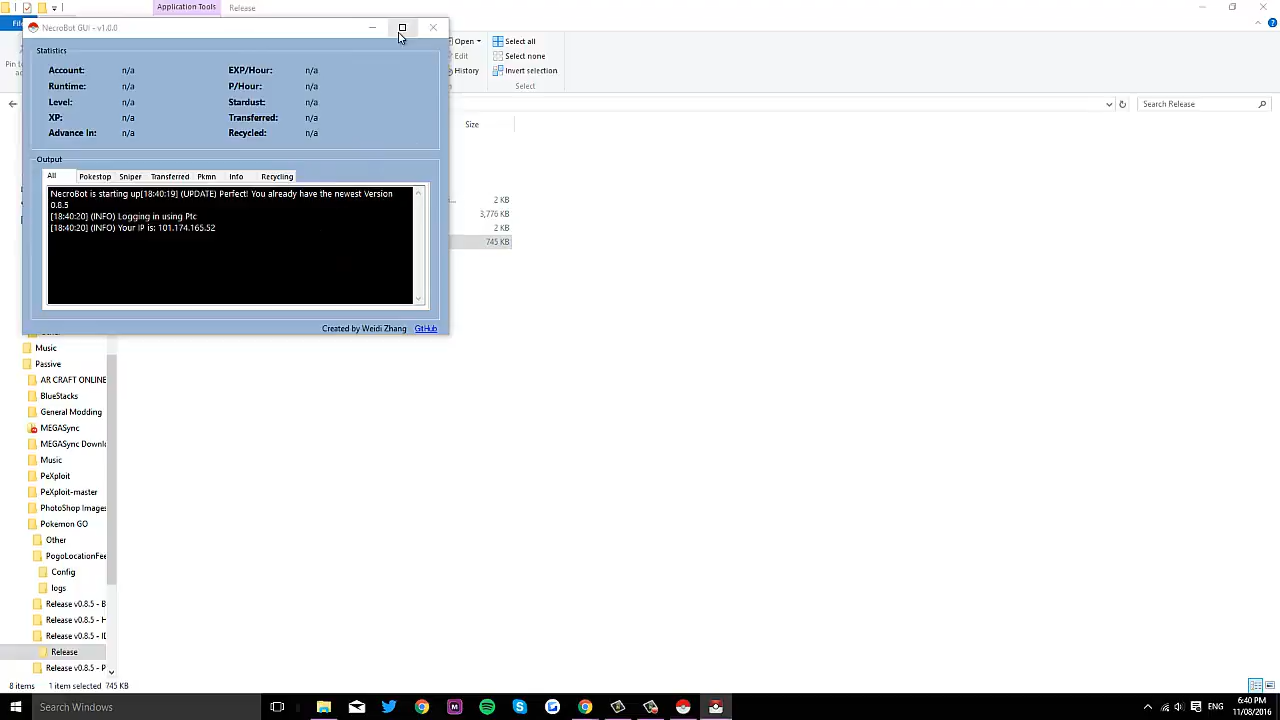 Application Tools
Release
File
NecroBot GUI - v1.0.0
Open
Select all
Edit
Select none
History
Invert selection
Select
Pin to
Statistics
Account: n/a EXP/Hour: n/a
Runtime: n/a P/Hour: n/a
Level: n/a Stardust: n/a
XP: n/a Transferred: n/a
Advance In: n/a Recycled: n/a
Search Release
Size
Output
All Pokestop Sniper Transferred Pkmn Info Recycling
NecroBot is starting up[18:40:19] (UPDATE) Perfect! You already have the newest Version
0.8.5
[18:40:20] (INFO) Logging in using Ptc
[18:40:20] (INFO) Your IP is: 101.174.165.52
2 KB
3,776 KB
745 KB
Created by Weidi Zhang GitHub
Music
Passive
AR CRAFT ONLINE
BlueStacks
General Modding
MEGASync
MEGASync Downl
Music
PeXploit
PeXploit-master
PhotoShop Images
Pokemon GO
Other
PogoLocationFee
Config
logs
Release v0.8.5 - B
Release v0.8.5 - H
Release v0.8.5 - ID
Release
Release v0.8.5 - P
8 items 1 item selected 745 KB
Search Windows
ENG
6:40 PM
11/08/2016